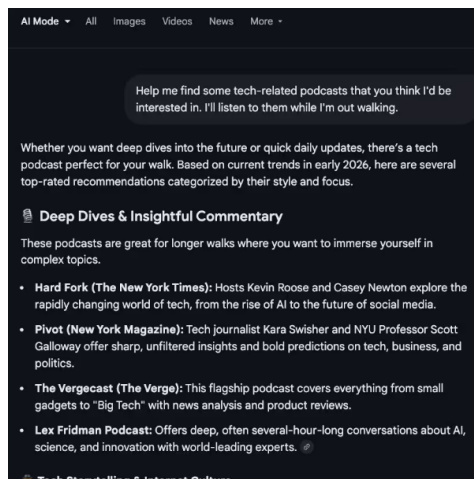 AI Mode All Images Videos News More
Help me find some tech-related podcasts that you think I'd be
interested in. I'll listen to them while I'm out walking.
Whether you want deep dives into the future or quick daily updates, there's a tech
podcast perfect for your walk. Based on current trends in early 2026, here are several
top-rated recommendations categorized by their style and focus.
🎙️ Deep Dives & Insightful Commentary
These podcasts are great for longer walks where you want to immerse yourself in
complex topics.
• Hard Fork (The New York Times): Hosts Kevin Roose and Casey Newton explore the
rapidly changing world of tech, from the rise of AI to the future of social media.
• Pivot (New York Magazine): Tech journalist Kara Swisher and NYU Professor Scott
Galloway offer sharp, unfiltered insights and bold predictions on tech, business, and
politics.
• The Vergecast (The Verge): This flagship podcast covers everything from small
gadgets to "Big Tech" with news analysis and product reviews.
• Lex Fridman Podcast: Offers deep, often several-hour-long conversations about AI,
science, and innovation with world-leading experts.
Tech Storytelling & Internet Culture